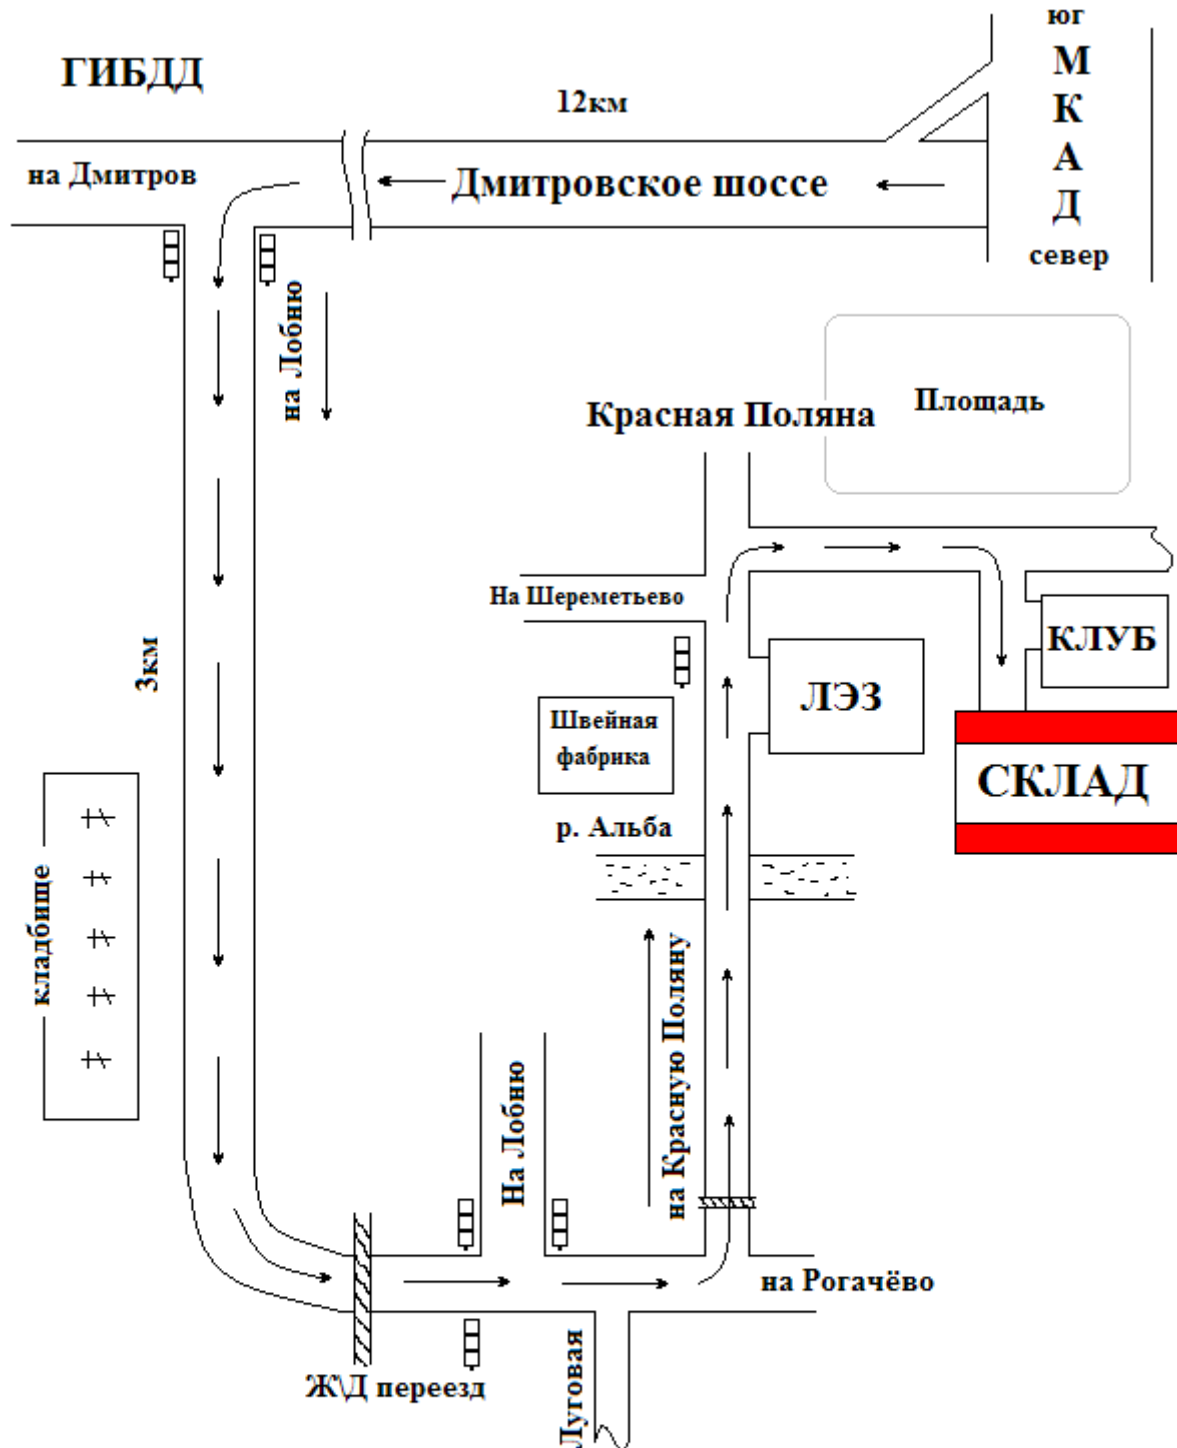 юг
ГИБДД
М
К
А
Д
12км
на Дмитров
Дмитровское шоссе
север
на Лобню
Площадь
Красная Поляна
На Шереметьево
КЛУБ
3км
ЛЭЗ
Швейная
фабрика
СКЛАД
р. Альба
кладбище
на Красную Поляну
На Лобню
на Рогачёво
Ж\Д переезд
Луговая